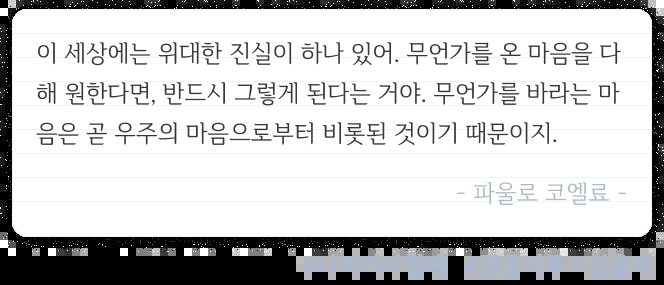 이 세상에는 위대한 진실이 하나 있어. 무언가를 온 마음을 다
해 원한다면, 반드시 그렇게 된다는 거야. 무언가를 바라는 마
음은 곧 우주의 마음으로부터 비롯된 것이기 때문이지.
- 파울로 코엘료 -